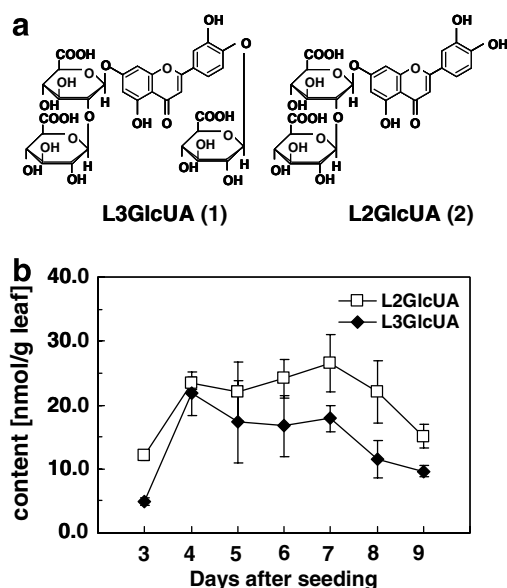 a
OH
COOH
O
O
O
O
OH
OH
OH
O
COOH
O
OH
OH
OH
H
OH
O
COOH
O
OH
OH
OH
H
L3GlcUA (1)
OH
OH
COOH
O
O
O
OH
OH
OH
O
COOH
O
OH
OH
OH
H
OH
O
L2GlcUA (2)
b
content [nmol/g leaf]
40.0
30.0
20.0
10.0
0.0
L2GlcUA
L3GlcUA
3 4 5 6 7 8 9
Days after seeding